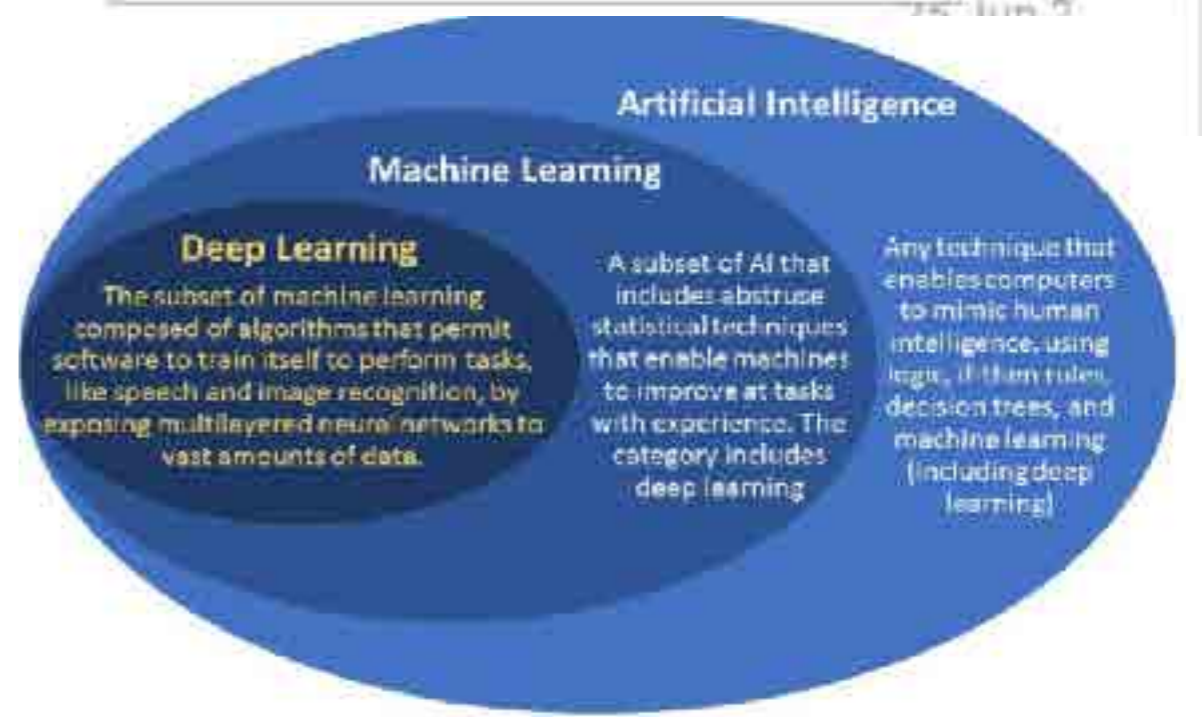 Artificial Intelligence
Machine Learning
Deep Learning
The subset of machine learning
composed of algorithms that permit
software to train itself to perform tasks,
like speech and image recognition, by
exposing multilayered neural networks to
vast amounts of data.
A subset of AI that
includes abstruse
statistical techniques
that enable machines
to improve at tasks
with experience. The
category includes
deep learning
Any technique that
enables computers
to mimic human
intelligence, using
logic, if-then rules,
decision trees, and
machine learning
(including deep
learning)